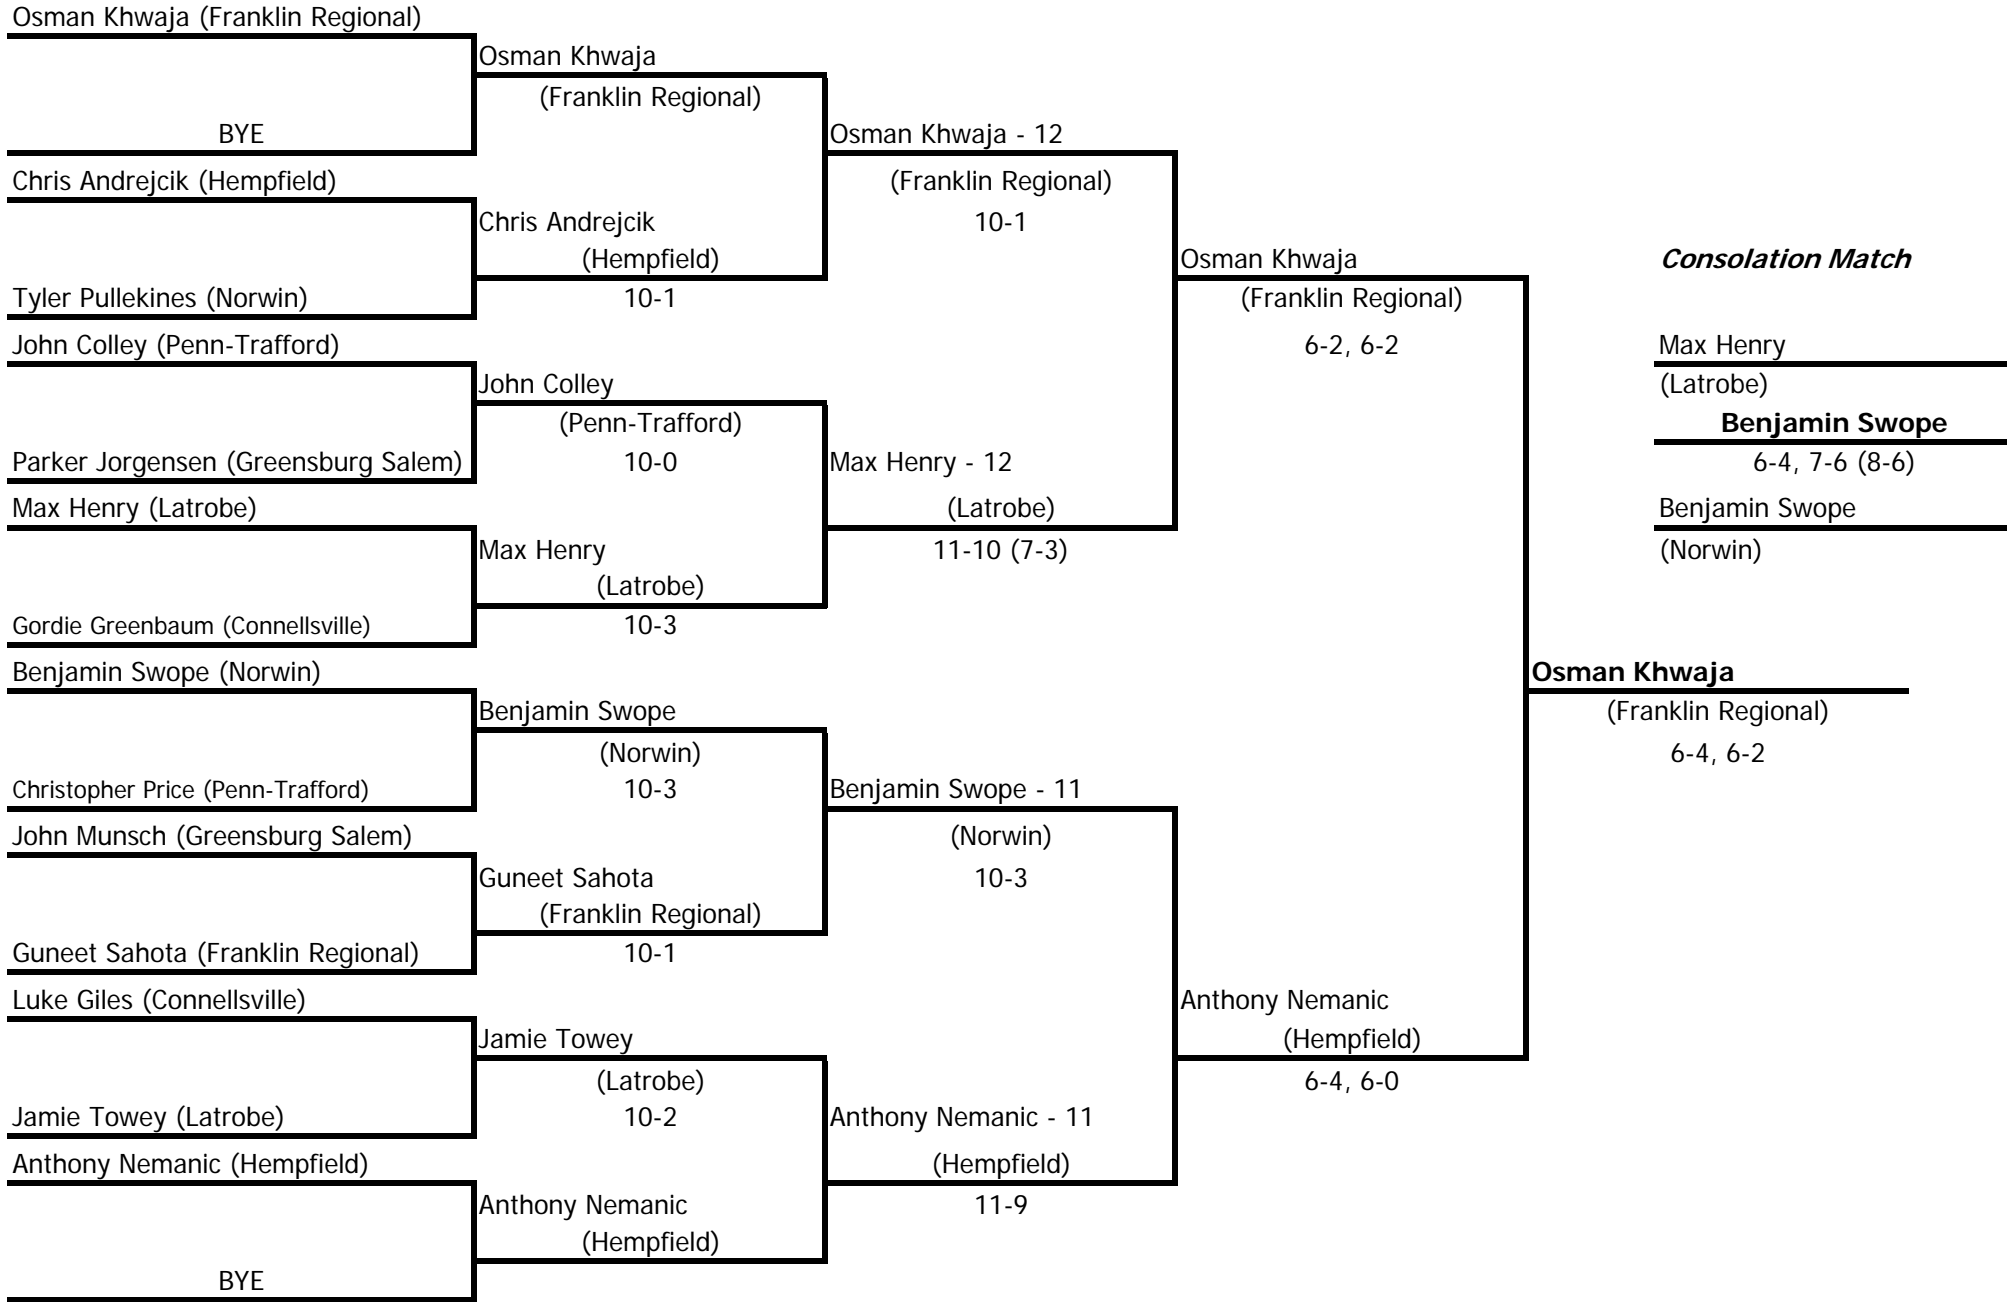 Osman Khwaja (Franklin Regional)
BYE
Chris Andrejcik (Hempfield)
Tyler Pullekines (Norwin)
John Colley (Penn-Trafford)
Parker Jorgensen (Greensburg Salem)
Max Henry (Latrobe)
Gordie Greenbaum (Connellsville)
Benjamin Swope (Norwin)
Christopher Price (Penn-Trafford)
John Munsch (Greensburg Salem)
Guneet Sahota (Franklin Regional)
Luke Giles (Connellsville)
Jamie Towey (Latrobe)
Anthony Nemanic (Hempfield)
BYE
Osman Khwaja
(Franklin Regional)
Chris Andrejcik
(Hempfield)
10-1
John Colley
(Penn-Trafford)
10-0
Max Henry
(Latrobe)
10-3
Benjamin Swope
(Norwin)
10-3
Guneet Sahota
(Franklin Regional)
10-1
Jamie Towey
(Latrobe)
10-2
Anthony Nemanic
(Hempfield)
Osman Khwaja - 12
(Franklin Regional)
10-1
Max Henry - 12
(Latrobe)
11-10 (7-3)
Benjamin Swope - 11
(Norwin)
10-3
Anthony Nemanic - 11
(Hempfield)
11-9
Osman Khwaja
(Franklin Regional)
6-2, 6-2
Anthony Nemanic
(Hempfield)
6-4, 6-0
Osman Khwaja
(Franklin Regional)
6-4, 6-2
Consolation Match
Max Henry
(Latrobe)
Benjamin Swope
6-4, 7-6 (8-6)
Benjamin Swope
(Norwin)